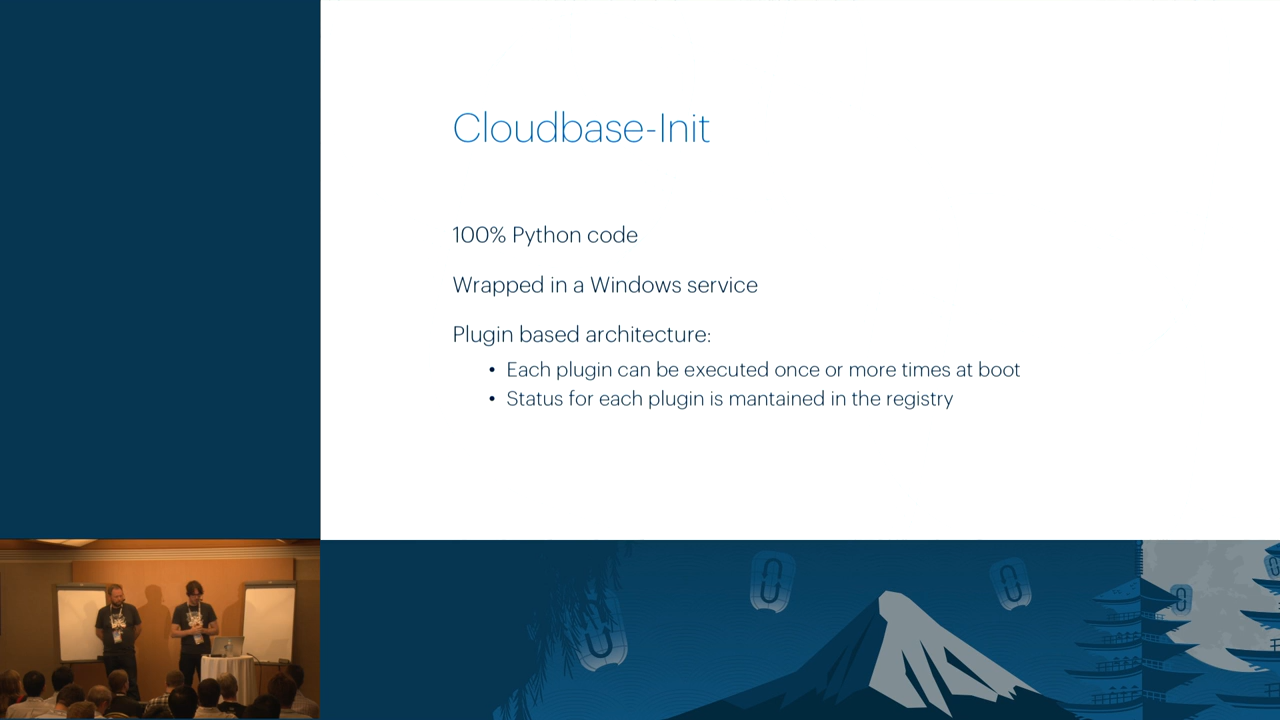 Cloudbase-Init
100% Python code
Wrapped in a Windows service
Plugin based architecture:
• Each plugin can be executed once or more times at boot
• Status for each plugin is mantained in the registry